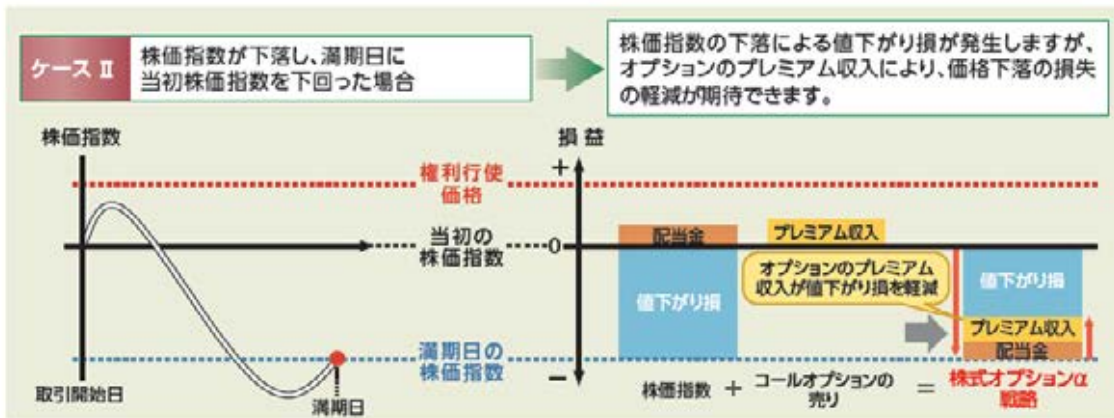 ケース Ⅱ
株価指数が下落し、満期日に
当初株価指数を下回った場合
株価指数の下落による値下がり損が発生しますが、
オプションのプレミアム収入により、価格下落の損失
の軽減が期待できます。
株価指数
権利行使
価格
当初の
株価指数
満期日の
株価指数
取引開始日
満期日
損益
+
0
−
配当金
値下がり損
プレミアム収入
オプションのプレミアム
収入が値下がり損を軽減
値下がり損
プレミアム収入
配当金
株価指数
+
コールオプションの
売り
=
株式オプションα
戦略